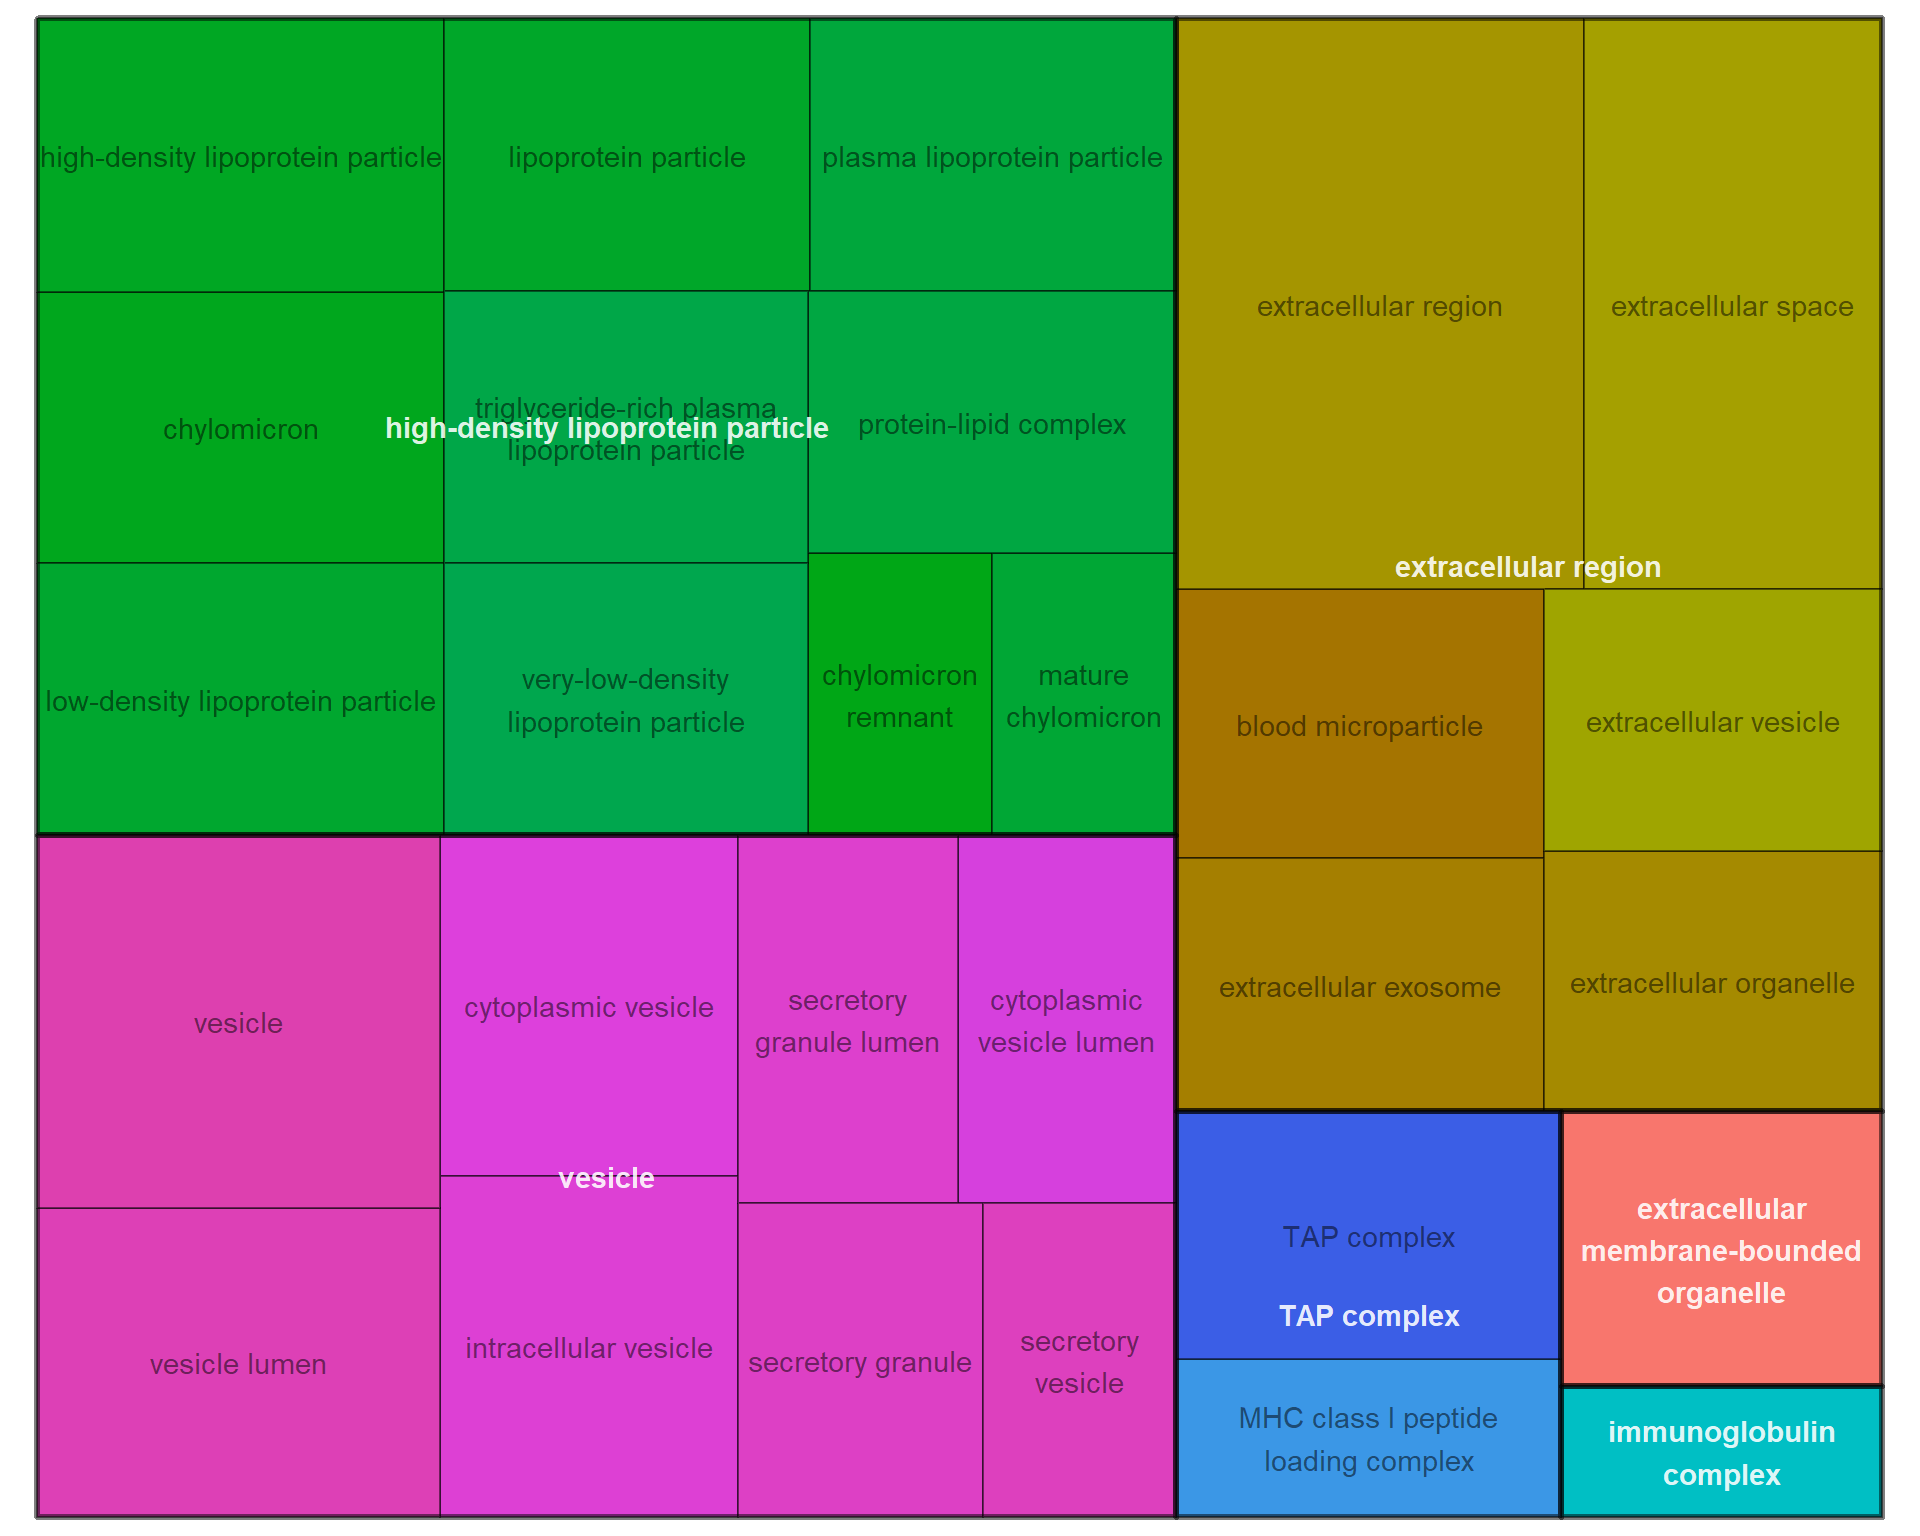 high-density lipoprotein particle
lipoprotein particle
plasma lipoprotein particle
chylomicron
triglyceride-rich plasma
lipoprotein particle
high-density lipoprotein particle
protein-lipid complex
low-density lipoprotein particle
very-low-density
lipoprotein particle
chylomicron
remnant
mature
chylomicron
extracellular region
extracellular space
extracellular region
blood microparticle
extracellular vesicle
extracellular exosome
extracellular organelle
vesicle
cytoplasmic vesicle
secretory
granule lumen
cytoplasmic
vesicle lumen
vesicle
vesicle lumen
intracellular vesicle
secretory granule
secretory
vesicle
TAP complex
TAP complex
MHC class I peptide
loading complex
extracellular
membrane-bounded
organelle
immunoglobulin
complex